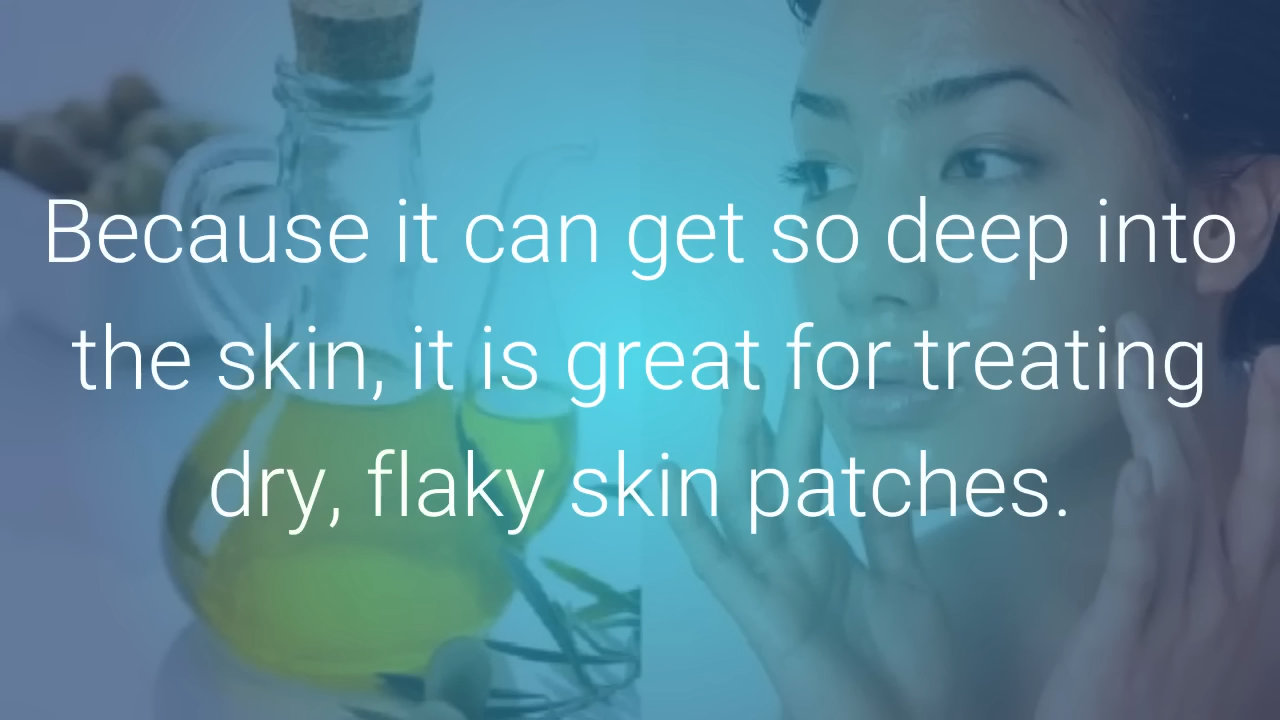 Because it can get so deep into
the skin, it is great for treating
dry, flaky skin patches.